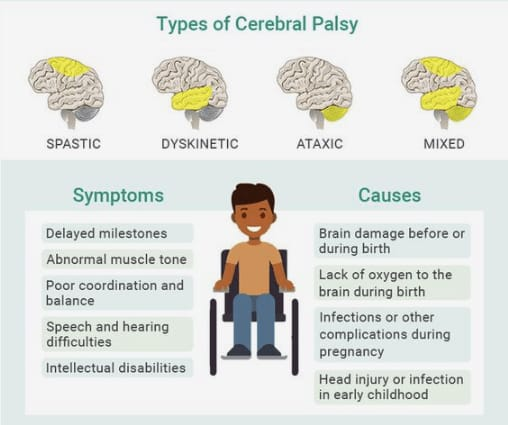 Types of Cerebral Palsy
SPASTIC
DYSKINETIC
ATAXIC
MIXED
Symptoms
Delayed milestones
Abnormal muscle tone
Poor coordination and
balance
Speech and hearing
difficulties
Intellectual disabilities
Causes
Brain damage before or
during birth
Lack of oxygen to the
brain during birth
Infections or other
complications during
pregnancy
Head injury or infection
in early childhood